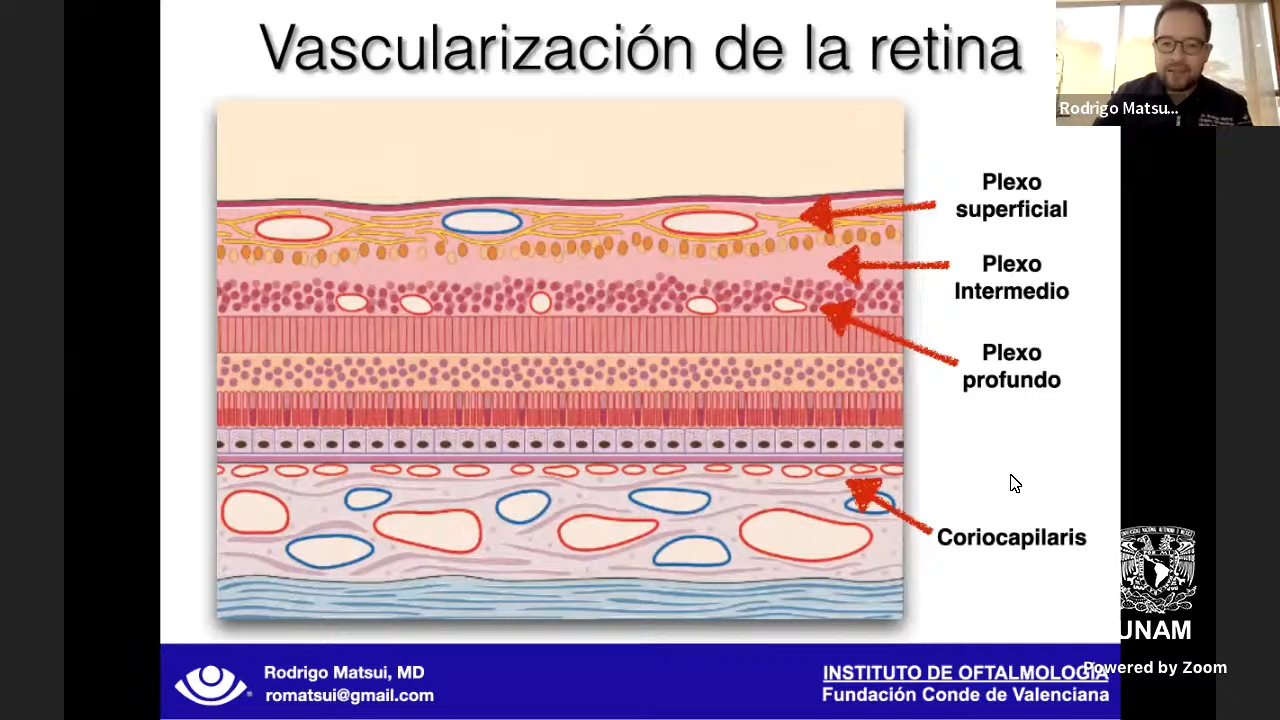 Vascularización de la retina
Rodrigo Matsu...
Plexo
superficial
Plexo
Intermedio
Plexo
profundo
Coriocapilaris
UNAM
Powered by Zoom
Rodrigo Matsui, MD
romatsui@gmail.com
INSTITUTO DE OFTALMOLOGÍA
Fundación Conde de Valenciana